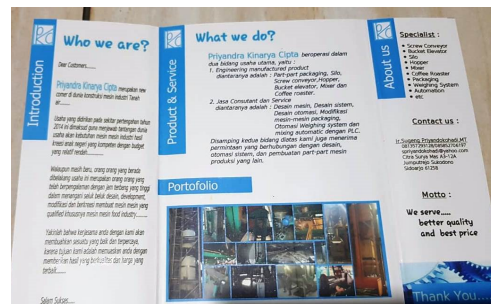 Introduction
Who we are?
Dear Customers........
Priyandra Kinarya Cipta merupakan new
comer di dunia konstruksi mesin industri Tanah
air........
Usaha yang didirikan pada sekitar pertengahan tahun
2014 ini dimaksud guna menjawab tantangan dunia
usaha akan kebutuhan mesin mesin industri hasil
kreasi anak negeri yang kompeten dengan budget
yang relatif rendah........
Walaupun masih baru, orang orang yang berada
dibelakang usaha ini merupakan orang orang yang
telah berpengalaman dengan jam terbang yang tinggi
dalam menangani seluk beluk desain, development,
modifikasi dan berkreasi membuat mesin mesin yang
qualified khususnya mesin mesin food industry........
Yakinlah bahwa kerjasama anda dengan kami akan
membuahkan sesuatu yang baik dan terpercaya,
karena tujuan kami adalah memuaskan anda dengan
memberikan hasil yang berkualitas dan harga yang
terbaik........
Salam Sukses....
Product & Service
What we do?
Priyandra Kinarya Cipta beroperasi dalam
dua bidang usaha utama, yaitu :
1. Engineering manufactured product
diantaranya adalah : Part-part packaging, Silo,
Screw conveyor,Hopper,
Bucket elevator, Mixer dan
Coffee roaster.
2. Jasa Consultant dan Service
diantaranya adalah : Desain mesin, Desain sistem,
Desain otomasi, Modifikasi
mesin-mesin packaging,
Otomasi Weighing system dan
mixing automatic dengan PLC.
Disamping kedua bidang diatas kami juga menerima
permintaan yang berhubungan dengan desain,
otomasi sistem, dan pembuatan part-part mesin
produksi yang lain.
Portofolio
About us
Specialist :
• Screw Conveyor
• Bucket Elevator
• Silo
• Hopper
• Mixer
• Coffee Roaster
• Packaging
• Weighing System
• Automation
• etc.
Contact us :
Sugeng Priyandokohadi,MT
spriyandokohadi@yahoo.com
Citra Surya Mas A3-12A
Jumputrejo Sukodono
Sidoarjo 61258
Motto :
We serve.....
better quality
and best price
Thank You...